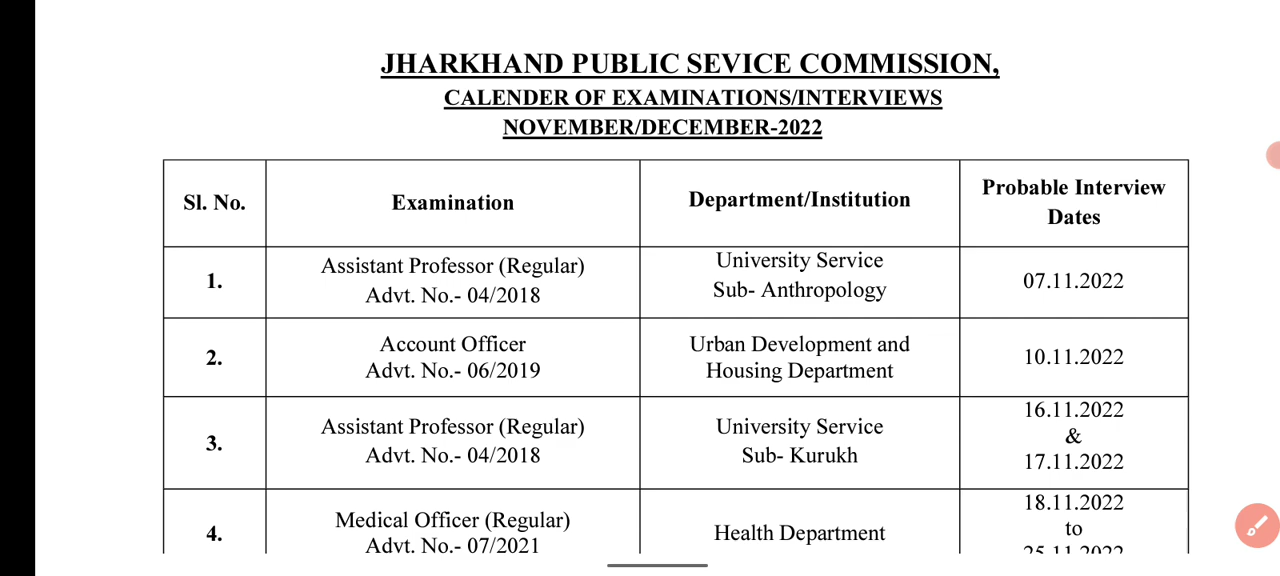 JHARKHAND PUBLIC SEVICE COMMISSION,
CALENDER OF EXAMINATIONS/INTERVIEWS
NOVEMBER/DECEMBER-2022
Sl. No.
Examination
Department/Institution
Probable Interview
Dates
1.
Assistant Professor (Regular)
Advt. No.- 04/2018
University Service
Sub- Anthropology
07.11.2022
2.
Account Officer
Advt. No.- 06/2019
Urban Development and
Housing Department
10.11.2022
3.
Assistant Professor (Regular)
Advt. No.- 04/2018
University Service
Sub- Kurukh
16.11.2022
&
17.11.2022
4.
Medical Officer (Regular)
Advt. No.- 07/2021
Health Department
18.11.2022
to
25.11.2022